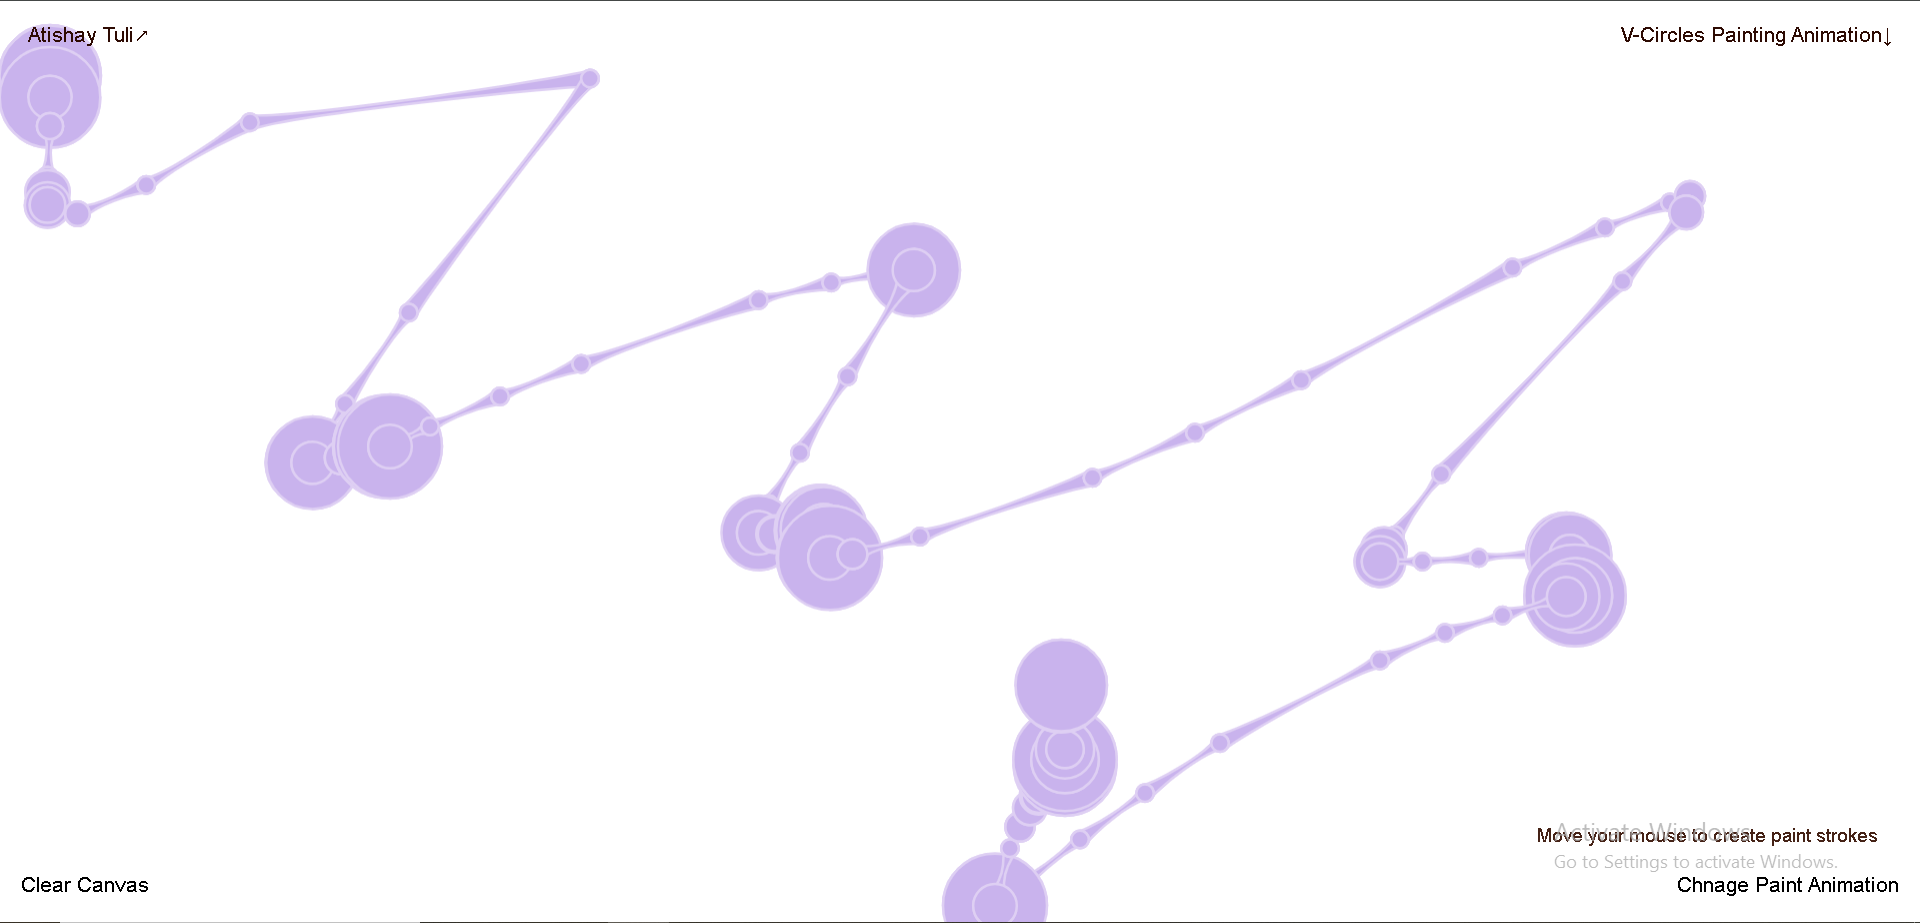 Atishay Tuli↗
V-Circles Painting Animation↓
Activate Windows
Move your mouse to create paint strokes
Go to Settings to activate Windows.
Clear Canvas
Chnage Paint Animation